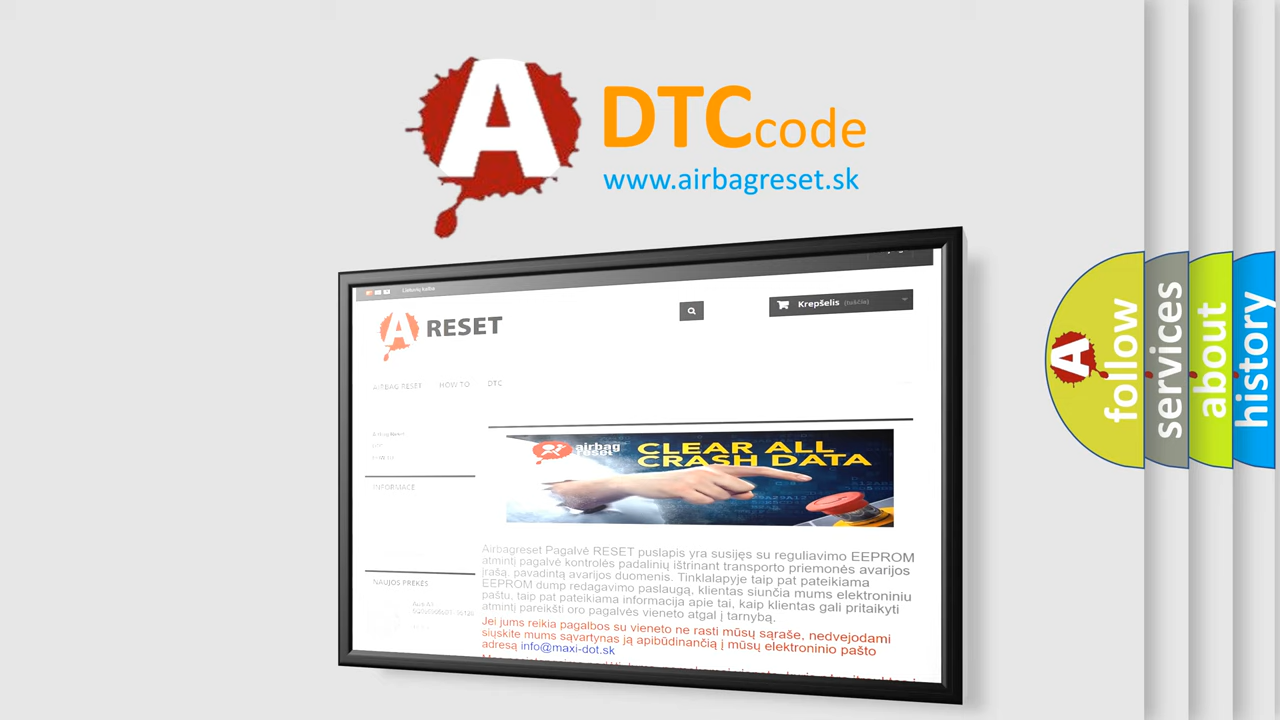 A
DTCcode
www.airbagreset.sk
Lietuvių kalba
A RESET
Krepšelis (tuščia)
AIRBAG RESET HOW TO DTC
airbag reset
CLEAR ALL
CRASH DATA
INFORMACE
Airbagreset Pagalvė RESET puslapis yra susijęs su reguliavimo EEPROM
atmintį pagalvė kontrolės padalinių ištrinant transporto priemonės avarijos
įrašą, pavadintą avarijos duomenis. Tinklalapyje taip pat pateikiama
EEPROM dump redagavimo paslaugą, klientas siunčia mums elektroniniu
paštu, taip pat pateikiama informacija apie tai, kaip klientas gali pritaikyti
atmintį pareikšti oro pagalvės vieneto atgal į tarnybą.
NAUJOS PREKĖS
Jei jums reikia pagalbos su vieneto ne rasti mūsų sąraše, nedvejodami
siųskite mums sąvartynas ją apibūdinančią į mūsų elektroninio pašto
adresą info@maxi-dot.sk
A follow
services
about
history